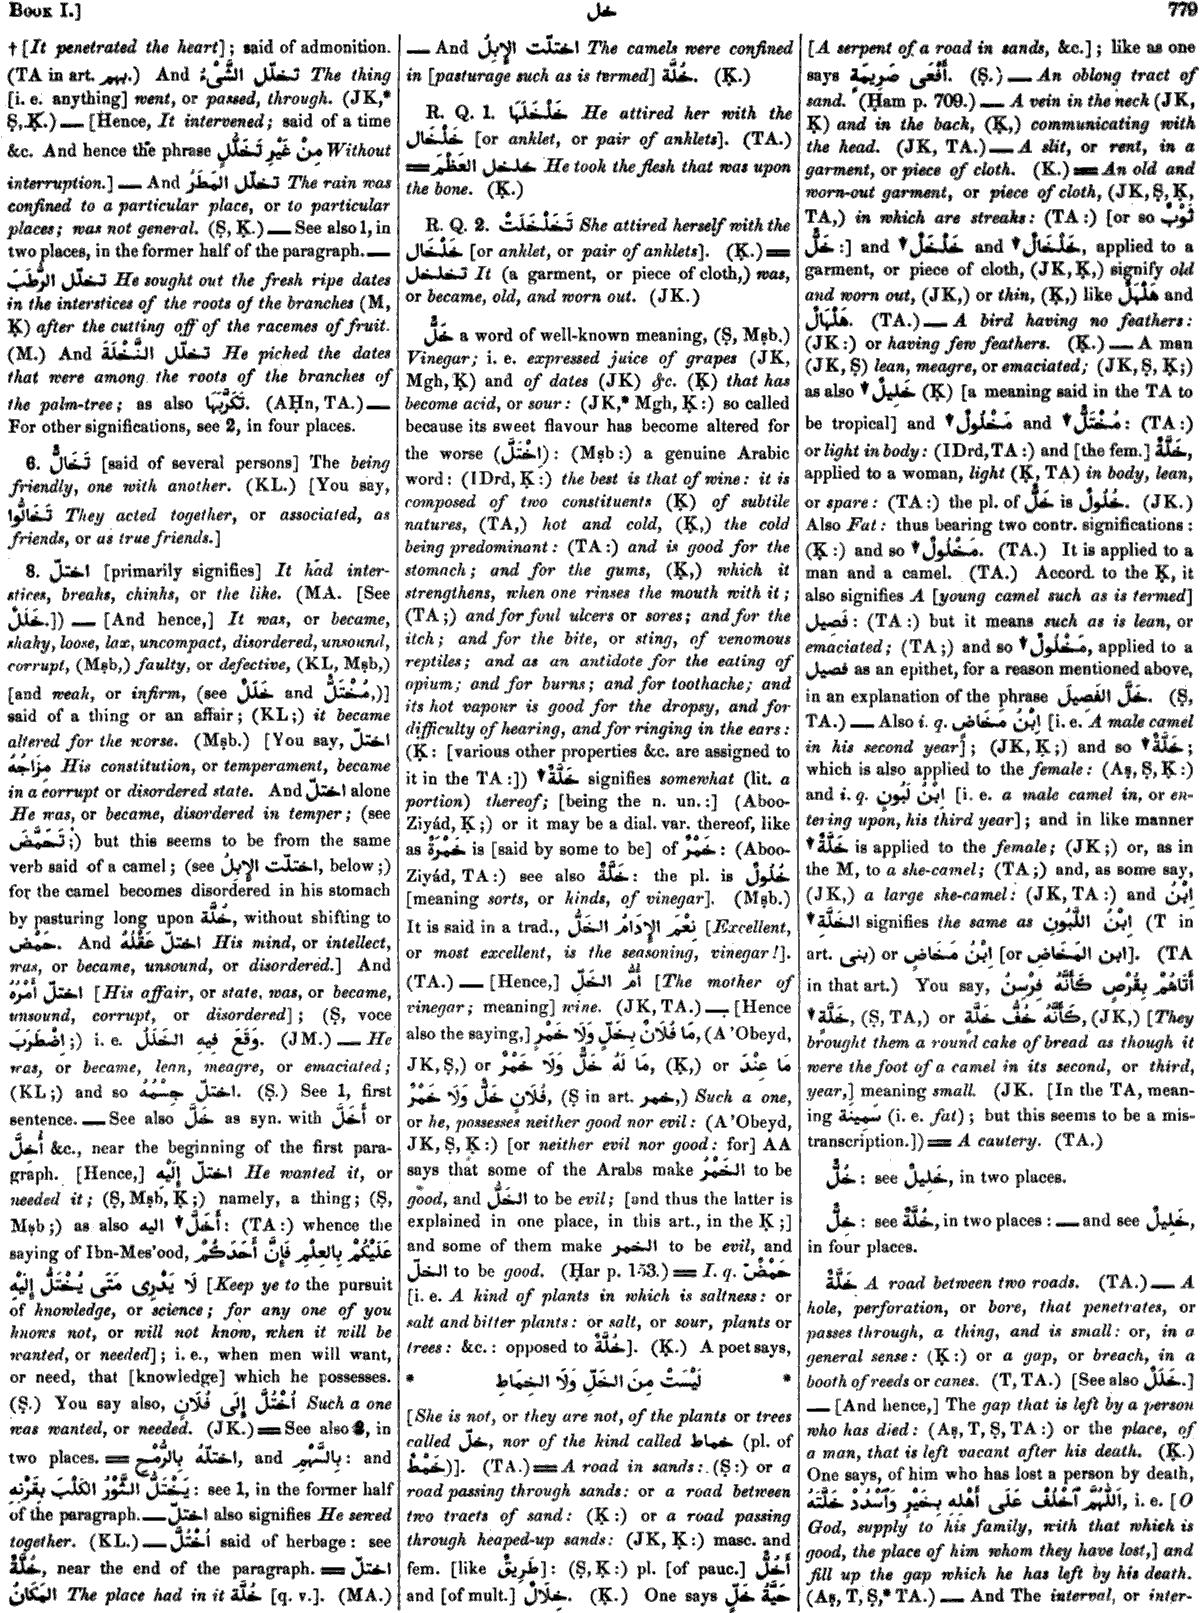 BOOK I.]
خل
779
† [It penetrated the heart]; said of admonition.
(TA in art. بهم.) And تخلّل الشَّىْءُ The thing
[i. e. anything] went, or passed, through. (JK,*
Ṣ, Ḳ.) — [Hence, It intervened; said of a time
&c. And hence the phrase مِنْ غَيْرِ تَخَلُّلٍ Without
interruption.] — And تخلّل المَطَرُ The rain was
confined to a particular place, or to particular
places; was not general. (Ṣ, Ḳ.) — See also 1, in
two places, in the former half of the paragraph. —
تخلّل الرُّطَبَ He sought out the fresh ripe dates
in the interstices of the roots of the branches (M,
Ḳ) after the cutting off of the racemes of fruit.
(M.) And تخلّل النَّخْلَةَ He picked the dates
that were among the roots of the branches of
the palm-tree; as also تَكَرَّبَهَا. (AḤn, TA.) —
For other significations, see 2, in four places.
6. تَخَالٌّ [said of several persons] The being
friendly, one with another. (KL.) [You say,
تَخَالُّوا They acted together, or associated, as
friends, or as true friends.]
8. اختلّ [primarily signifies] It had inter-
stices, breaks, chinks, or the like. (MA. [See
خَلَلٌ.]) — [And hence,] It was, or became,
shaky, loose, lax, uncompact, disordered, unsound,
corrupt, (Mṣb,) faulty, or defective, (KL, Mṣb,)
[and weak, or infirm, (see خَلَلٌ and مُخْتَلٌّ,)]
said of a thing or an affair; (KL;) it became
altered for the worse. (Mṣb.) [You say, اختلّ
مِزَاجُهُ His constitution, or temperament, became
in a corrupt or disordered state. And اختلّ alone
He was, or became, disordered in temper; (see
تَحَمَّضَ;) but this seems to be from the same
verb said of a camel; (see اختلّت الإِبِلُ, below;)
for the camel becomes disordered in his stomach
by pasturing long upon خُلَّة, without shifting to
حَمْض. And اختلّ عَقْلُهُ His mind, or intellect,
was, or became, unsound, or disordered.] And
اختلّ أَمْرُهُ [His affair, or state, was, or became,
unsound, corrupt, or disordered]; (Ṣ, voce
اِضْطَرَبَ;) i. e. وَقَعَ فِيهِ الخَلَلُ. (JM.) — He
was, or became, lean, meagre, or emaciated;
(KL;) and so اختلّ جِسْمُهُ. (Ṣ.) See 1, first
sentence. — See also خَلَّ as syn. with أَخَلَّ or
أُخِلَّ &c., near the beginning of the first para-
graph. [Hence,] اختلّ إِلَيْهِ He wanted it, or
needed it; (Ṣ, Mṣb, Ḳ;) namely, a thing; (Ṣ,
Mṣb;) as also أَخَلَّ ▾ اليه: (TA:) whence the
saying of Ibn-Mes'ood, عَلَيْكُمْ بِالعِلْمِ فَإِنَّ أَحَدَكُمْ
لَا يَدْرِى مَتَى يُخْتَلُّ إِلَيْهِ [Keep ye to the pursuit
of knowledge, or science; for any one of you
knows not, or will not know, when it will be
wanted, or needed]; i. e., when men will want,
or need, that [knowledge] which he possesses.
(Ṣ.) You say also, اُخْتُلَّ إِلَى فُلَانٍ Such a one
was wanted, or needed. (JK.) = See also 2, in
two places. = اختلّه بِالرُّمْحِ, and بِالسَّهْمِ: and
يَخْتَلُّ الثَّوْرُ الكَلْبَ بِقَرْنِهِ: see 1, in the former half
of the paragraph. — اختلّ also signifies He sewed
together. (KL.) — اُخْتُلَّ said of herbage: see
خُلَّةٌ, near the end of the paragraph. = اختلّ
المَكَانُ The place had in it خُلَّة [q. v.]. (MA.)
— And اختلّت الإِبِلُ The camels were confined
in [pasturage such as is termed] خُلَّة. (Ḳ.)
R. Q. 1. خَلْخَلَهَا He attired her with the
خَلْخَال [or anklet, or pair of anklets]. (TA.)
= خلخل العَظْمَ He took the flesh that was upon
the bone. (Ḳ.)
R. Q. 2. تَخَلْخَلَتْ She attired herself with the
خَلْخَال [or anklet, or pair of anklets]. (Ḳ.) =
تخلخل It (a garment, or piece of cloth,) was,
or became, old, and worn out. (JK.)
خَلٌّ a word of well-known meaning, (Ṣ, Mṣb.)
Vinegar; i. e. expressed juice of grapes (JK,
Mgh, Ḳ) and of dates (JK) &c. (Ḳ) that has
become acid, or sour: (JK,* Mgh, Ḳ:) so called
because its sweet flavour has become altered for
the worse (اِخْتَلَّ): (Mṣb:) a genuine Arabic
word: (IDrd, Ḳ:) the best is that of wine: it is
composed of two constituents (Ḳ) of subtile
natures, (TA,) hot and cold, (Ḳ,) the cold
being predominant: (TA:) and is good for the
stomach; and for the gums, (Ḳ,) which it
strengthens, when one rinses the mouth with it;
(TA;) and for foul ulcers or sores; and for the
itch; and for the bite, or sting, of venomous
reptiles; and as an antidote for the eating of
opium; and for burns; and for toothache; and
its hot vapour is good for the dropsy, and for
difficulty of hearing, and for ringing in the ears:
(Ḳ: [various other properties &c. are assigned to
it in the TA:]) ▾خَلَّةٌ signifies somewhat (lit. a
portion) thereof; [being the n. un.:] (Aboo-
Ziyád, Ḳ;) or it may be a dial. var. thereof, like
as خَمْرَةٌ is [said by some to be] of خَمْرٌ: (Aboo-
Ziyád, TA:) see also خَلَّةٌ: the pl. is خُلُولٌ
[meaning sorts, or kinds, of vinegar]. (Mṣb.)
It is said in a trad., نِعْمَ الإِدَامُ الخَلُّ [Excellent,
or most excellent, is the seasoning, vinegar!].
(TA.) — [Hence,] أُمُّ الخَلِّ [The mother of
vinegar; meaning] wine. (JK, TA.) — [Hence
also the saying,] مَا فُلَانٌ بِخَلٍّ وَلَا خَمْرٍ, (A 'Obeyd,
JK, Ṣ,) or مَا لَهُ خَلٌّ وَلَا خَمْرٌ, (Ḳ,) or مَا عِنْدَ
فُلَانٍ خَلٌّ وَلَا خَمْرٌ, (Ṣ in art. خمر,) Such a one,
or he, possesses neither good nor evil: (A 'Obeyd,
JK, Ṣ, Ḳ:) [or neither evil nor good: for] AA
says that some of the Arabs make الخَمْرُ to be
good, and الخَلُّ to be evil; [and thus the latter is
explained in one place, in this art., in the Ḳ;]
and some of them make الخمر to be evil, and
الخلّ to be good. (Ḥar p. 153.) = I. q. حَمْضٌ
[i. e. A kind of plants in which is saltness: or
salt and bitter plants: or salt, or sour, plants or
trees: &c.: opposed to خُلَّةٌ]. (Ḳ.) A poet says,
* لَيْسَتْ مِنَ الخَلِّ وَلَا الخِمَاطِ *
[She is not, or they are not, of the plants or trees
called خلّ, nor of the kind called خماط (pl. of
خَمْطٌ)]. (TA.) = A road in sands: (Ṣ:) or a
road passing through sands: or a road between
two tracts of sand: (Ḳ:) or a road passing
through heaped-up sands: (JK, Ḳ:) masc. and
fem. [like طَرِيقٌ]: (Ṣ, Ḳ:) pl. [of pauc.] أَخُلٌّ
and [of mult.] خِلَالٌ. (Ḳ.) One says حَيَّةُ خَلٍّ
[A serpent of a road in sands, &c.]; like as one
says أَفْعَى صَرِيمَةٍ. (Ṣ.) — An oblong tract of
sand. (Ḥam p. 709.) — A vein in the neck (JK,
Ḳ) and in the back, (Ḳ,) communicating with
the head. (JK, TA.) — A slit, or rent, in a
garment, or piece of cloth. (K.) = An old and
worn-out garment, or piece of cloth, (JK, Ṣ, Ḳ,
TA,) in which are streaks: (TA:) [or so ثَوْبٌ
خَلٌّ:] and ▾خَلْخَلٌ and ▾خَلْخَالٌ, applied to a
garment, or piece of cloth, (JK, Ḳ,) signify old
and worn out, (JK,) or thin, (Ḳ,) like هَلْهَلٌ and
هَلْهَالٌ. (TA.) — A bird having no feathers:
(JK:) or having few feathers. (Ḳ.) — A man
(JK, Ṣ) lean, meagre, or emaciated; (JK, Ṣ, Ḳ;)
as also ▾خَلِيلٌ (Ḳ) [a meaning said in the TA to
be tropical] and ▾مَخْلُولٌ and ▾مُخْتَلٌّ: (TA:)
or light in body: (IDrd, TA:) and [the fem.] خَلَّةٌ,
applied to a woman, light (Ḳ, TA) in body, lean,
or spare: (TA:) the pl. of خَلٌّ is خُلُولٌ. (JK.)
Also Fat: thus bearing two contr. significations:
(Ḳ:) and so ▾مَخْلُولٌ. (TA.) It is applied to a
man and a camel. (TA.) Accord. to the Ḳ, it
also signifies A [young camel such as is termed]
فصيل: (TA:) but it means such as is lean, or
emaciated; (TA;) and so ▾مَخْلُولٌ, applied to a
فصيل as an epithet, for a reason mentioned above,
in an explanation of the phrase خَلَّ الفَصِيلَ. (Ṣ,
TA.) — Also i. q. اِبْنُ مَخَاضٍ [i. e. A male camel
in his second year]; (JK, Ḳ;) and so ▾خَلَّةٌ;
which is also applied to the female: (Aṣ, Ṣ, Ḳ:)
and i. q. اِبْنُ لَبُونٍ [i. e. a male camel in, or en-
tering upon, his third year]; and in like manner
▾خَلَّةٌ is applied to the female; (JK;) or, as in
the M, to a she-camel; (TA;) and, as some say,
(JK,) a large she-camel: (JK, TA:) and اِبْنُ
▾الخَلَّةِ signifies the same as اِبْنُ اللَّبُونِ (T in
art. بنى) or اِبْنُ مَخَاضٍ [or ابن المَخَاضِ]. (TA
in that art.) You say, أَتَاهُمْ بِقُرْصٍ كَأَنَّهُ فِرْسِنُ
▾خَلَّةٍ, (Ṣ, TA,) or كَأَنَّهُ خُفُّ خَلَّةٍ, (JK,) [They
brought them a round cake of bread as though it
were the foot of a camel in its second, or third,
year,] meaning small. (JK. [In the TA, mean-
ing سَمِينَة (i. e. fat); but this seems to be a mis-
transcription.]) = A cautery. (TA.)
خُلٌّ: see خَلِيلٌ, in two places.
خِلٌّ: see خُلَّةٌ, in two places: — and see خَلِيلٌ,
in four places.
خَلَّةٌ A road between two roads. (TA.) — A
hole, perforation, or bore, that penetrates, or
passes through, a thing, and is small: or, in a
general sense: (Ḳ:) or a gap, or breach, in a
booth of reeds or canes. (T, TA.) [See also خَلَلٌ.]
— [And hence,] The gap that is left by a person
who has died: (Aṣ, T, Ṣ, TA:) or the place, of
a man, that is left vacant after his death. (Ḳ.)
One says, of him who has lost a person by death,
اَللّٰهُمَّ ٱخْلُفْ عَلَى أَهْلِهِ بِخَيْرٍ وَٱسْدُدْ خَلَّتَهُ, i. e. [O
God, supply to his family, with that which is
good, the place of him whom they have lost,] and
fill up the gap which he has left by his death.
(Aṣ, T, Ṣ,* TA.) — And The interval, or inter-